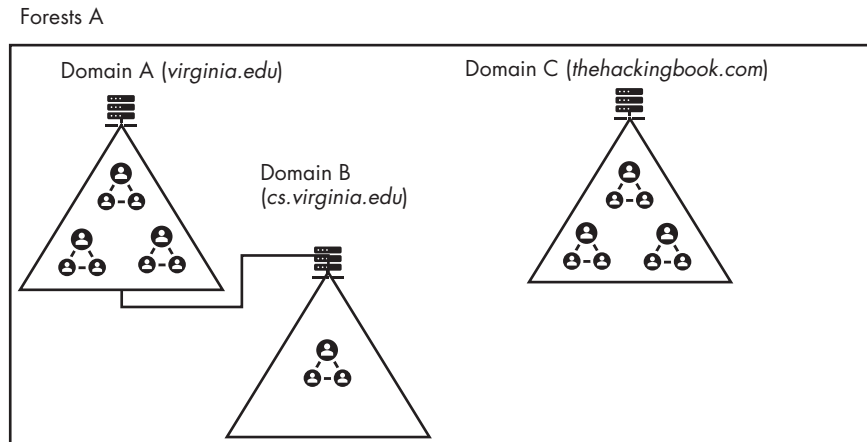 Forests A
Domain A (virginia.edu)
Domain C (thehackingbook.com)
Domain B
(cs.virginia.edu)